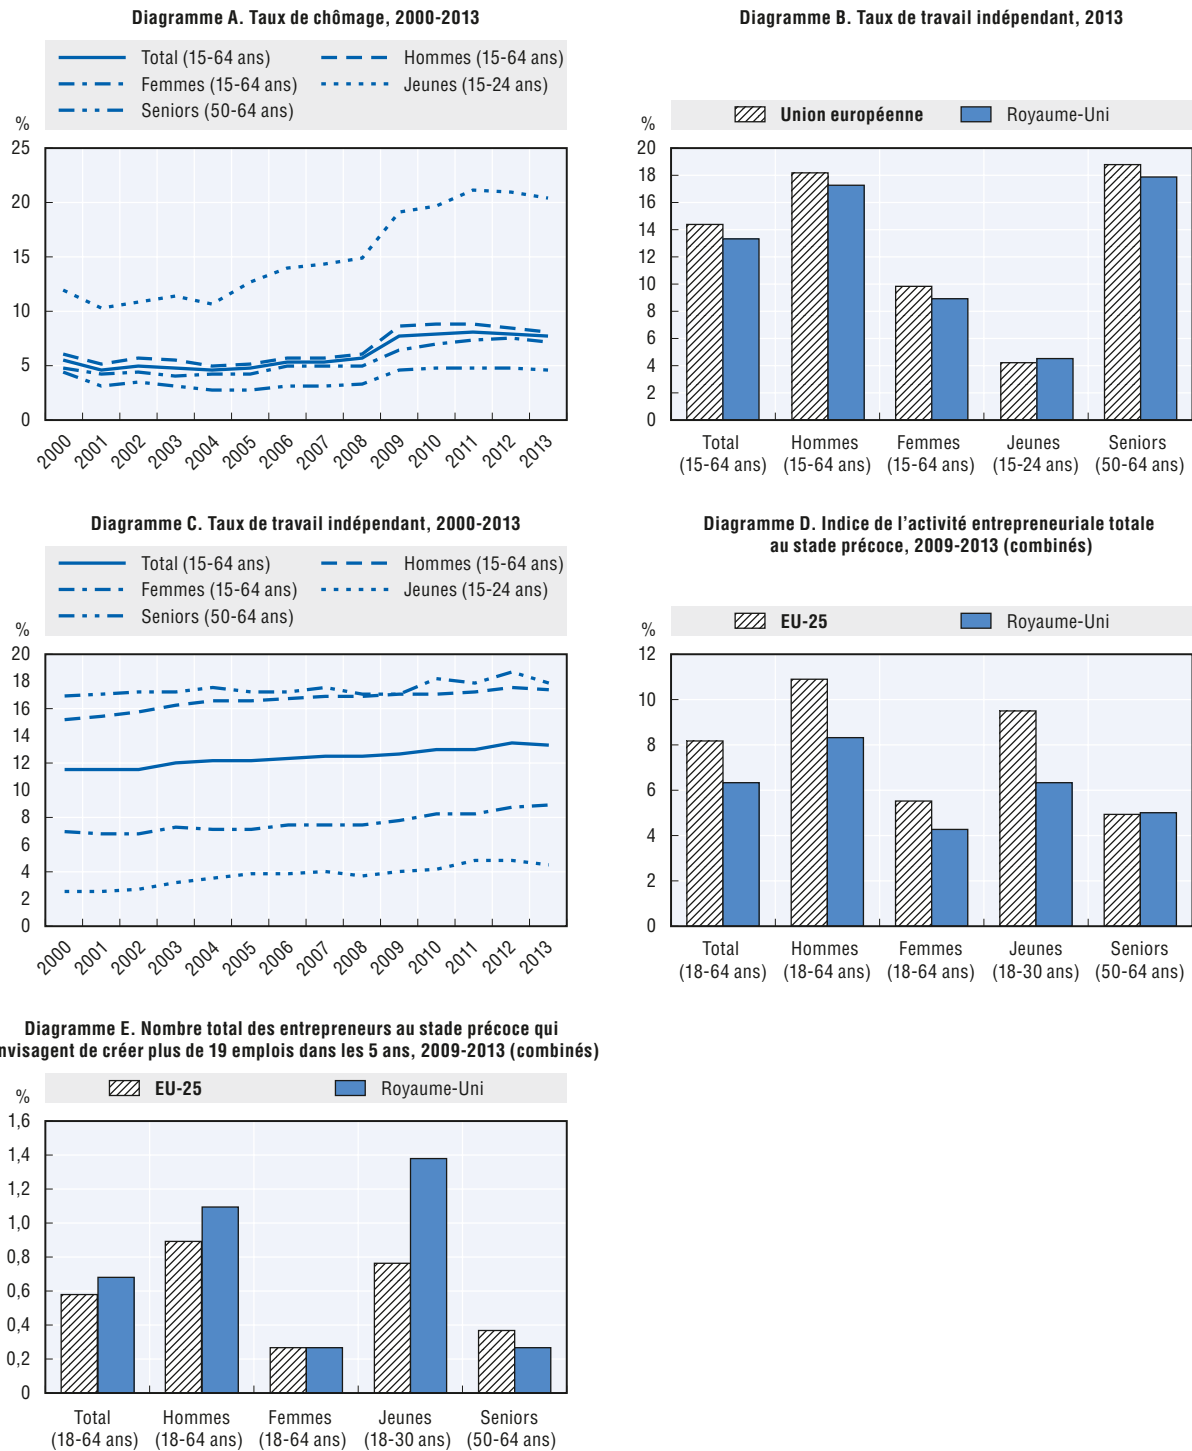 Diagramme A. Taux de chômage, 2000-2013
Total (15-64 ans)
Hommes (15-64 ans)
Femmes (15-64 ans)
Jeunes (15-24 ans)
Seniors (50-64 ans)
%
25
20
15
10
5
0
2000 2001 2002 2003 2004 2005 2006 2007 2008 2009 2010 2011 2012 2013
Diagramme B. Taux de travail indépendant, 2013
Union européenne
Royaume-Uni
%
20
18
16
14
12
10
8
6
4
2
0
Total Hommes Femmes Jeunes Seniors
(15-64 ans) (15-64 ans) (15-64 ans) (15-24 ans) (50-64 ans)
Diagramme C. Taux de travail indépendant, 2000-2013
Total (15-64 ans)
Hommes (15-64 ans)
Femmes (15-64 ans)
Jeunes (15-24 ans)
Seniors (50-64 ans)
%
20
18
16
14
12
10
8
6
4
2
0
2000 2001 2002 2003 2004 2005 2006 2007 2008 2009 2010 2011 2012 2013
Diagramme D. Indice de l'activité entrepreneuriale totale
au stade précoce, 2009-2013 (combinés)
EU-25
Royaume-Uni
%
12
10
8
6
4
2
0
Total Hommes Femmes Jeunes Seniors
(18-64 ans) (18-64 ans) (18-64 ans) (18-30 ans) (50-64 ans)
Diagramme E. Nombre total des entrepreneurs au stade précoce qui
nvisagent de créer plus de 19 emplois dans les 5 ans, 2009-2013 (combinés)
EU-25
Royaume-Uni
%
1,6
1,4
1,2
1,0
0,8
0,6
0,4
0,2
0
Total Hommes Femmes Jeunes Seniors
(18-64 ans) (18-64 ans) (18-64 ans) (18-30 ans) (50-64 ans)